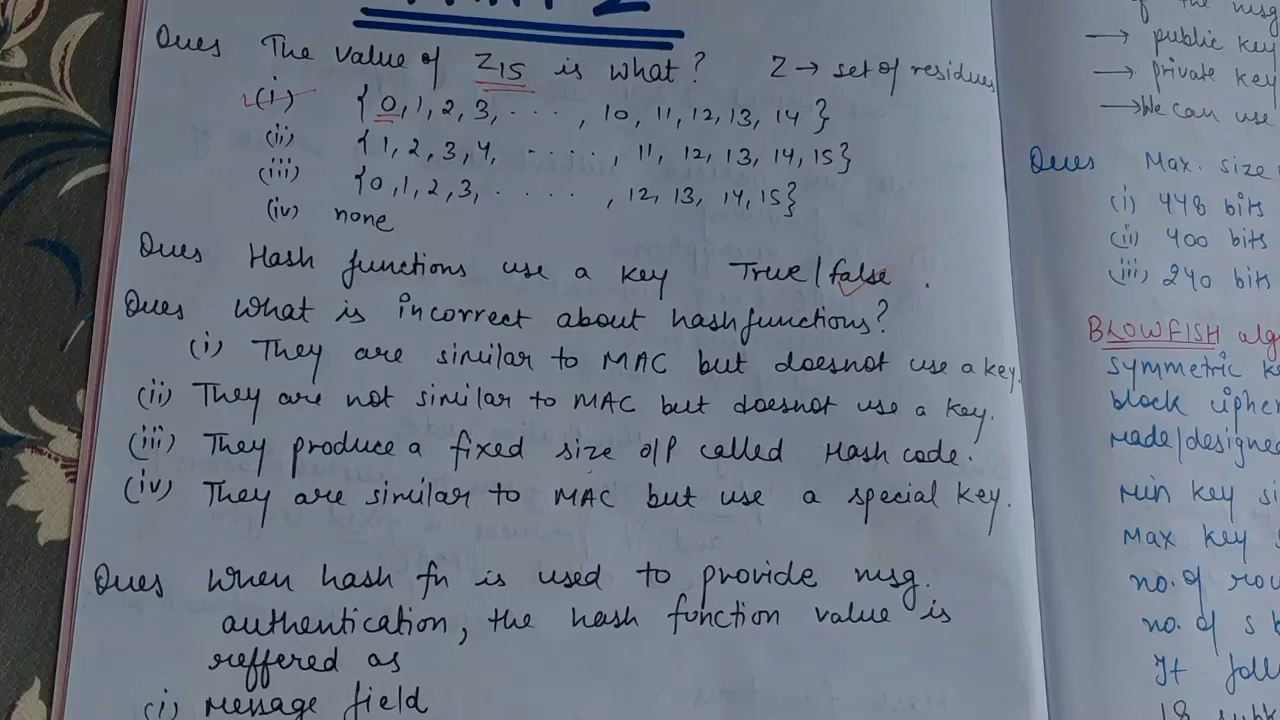 Ques The value of Z15 is what? Z → set of residues
(i) {0, 1, 2, 3, ....., 10, 11, 12, 13, 14}
(ii) {1, 2, 3, 4, ....., 11, 12, 13, 14, 15}
(iii) {0, 1, 2, 3, ....., 12, 13, 14, 15}
(iv) none
Ques Hash functions use a key True/false.
Ques What is incorrect about hashfunctions?
(i) They are similar to MAC but doesnot use a key.
(ii) They are not similar to MAC but doesnot use a key.
(iii) They produce a fixed size o/p called Hash code.
(iv) They are similar to MAC but use a special key.
Ques When hash fn is used to provide msg.
authentication, the hash function value is
reffered as
(i) message field
the msg
→ public key
→ private key
→ We can use
Ques Max. size
(i) 448 bits
(ii) 400 bits
(iii) 240 bits
BLOWFISH
symmetric
block cipher
Made/designed
Min key
Max key
no. of
no. of s
It
18